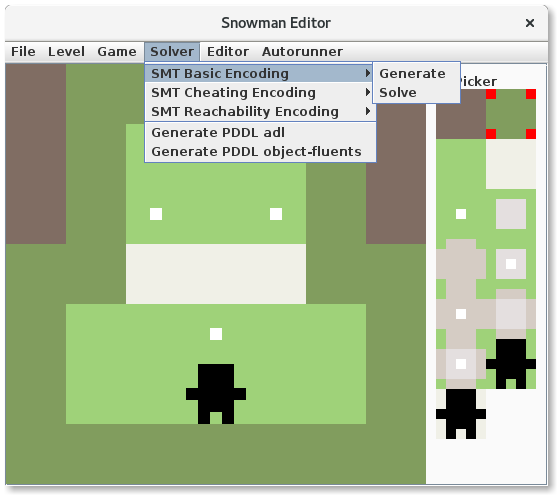 Snowman Editor
File Level Game Solver Editor Autorunner
SMT Basic Encoding
SMT Cheating Encoding
SMT Reachability Encoding
Generate PDDL adl
Generate PDDL object-fluents
Generate
Solve